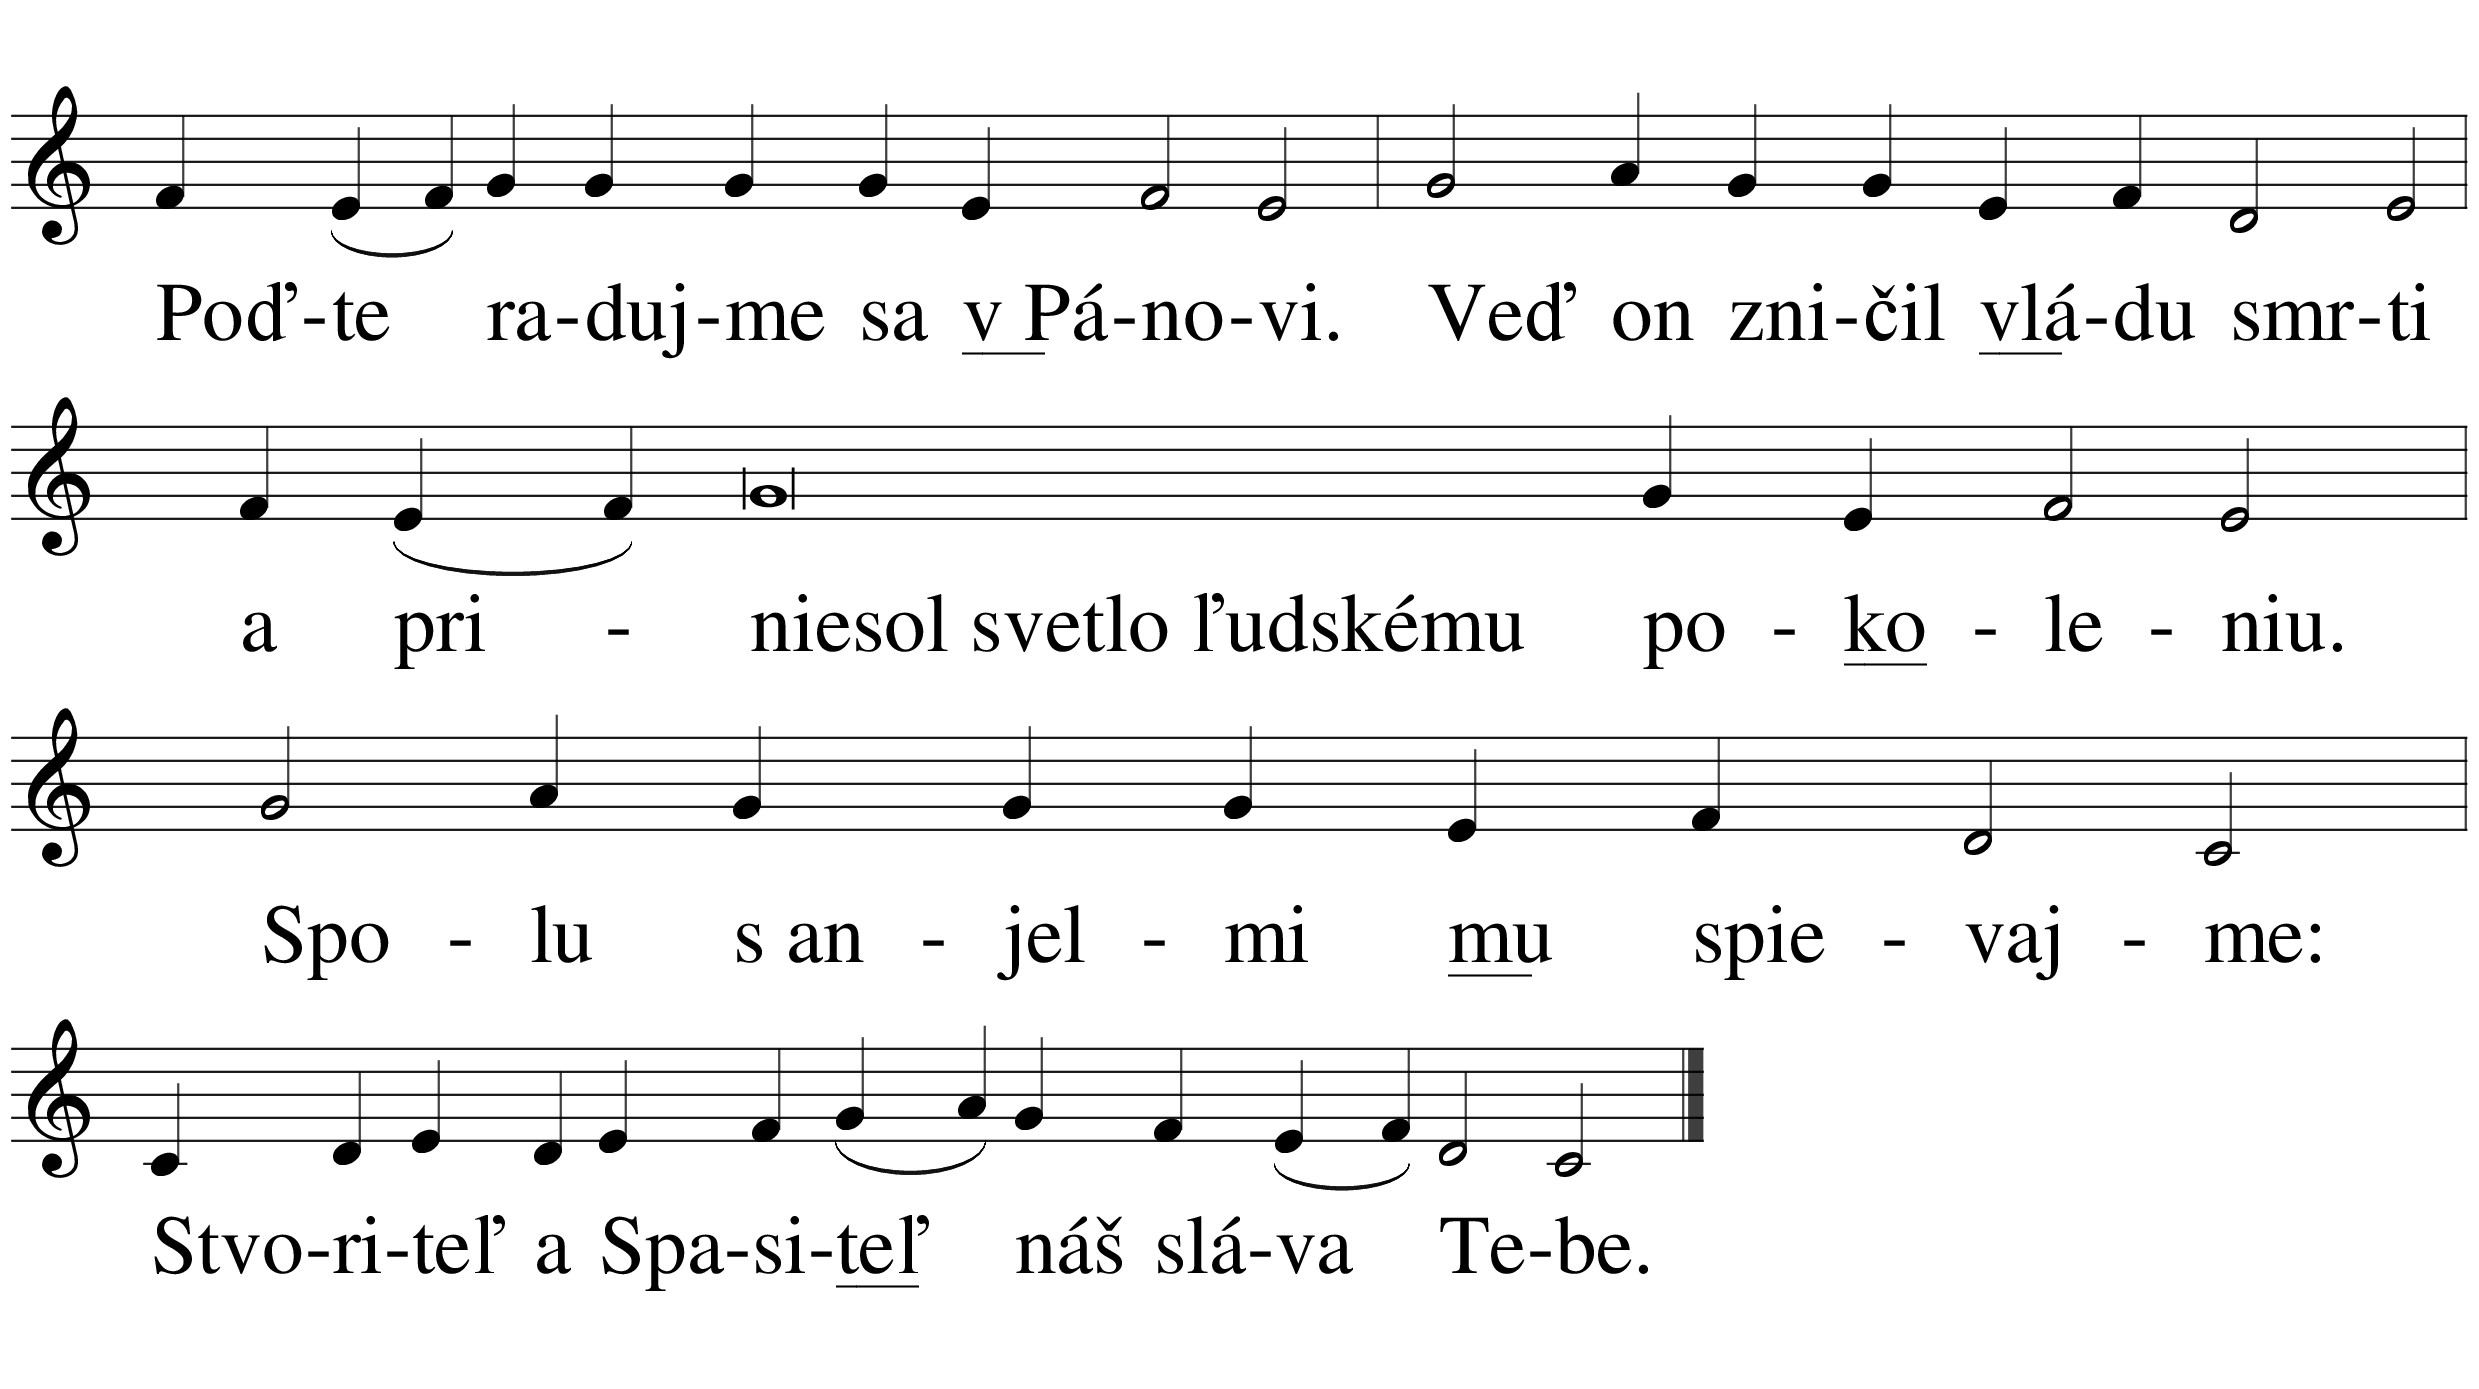 Poď-te ra-duj-me sa v Pá-no-vi. Veď on zni-čil vlá-du smr-ti
a pri - niesol svetlo ľudskému po - ko - le - niu.
Spo - lu s an - jel - mi mu spie - vaj - me:
Stvo-ri-teľ a Spa-si-teľ náš slá-va Te-be.